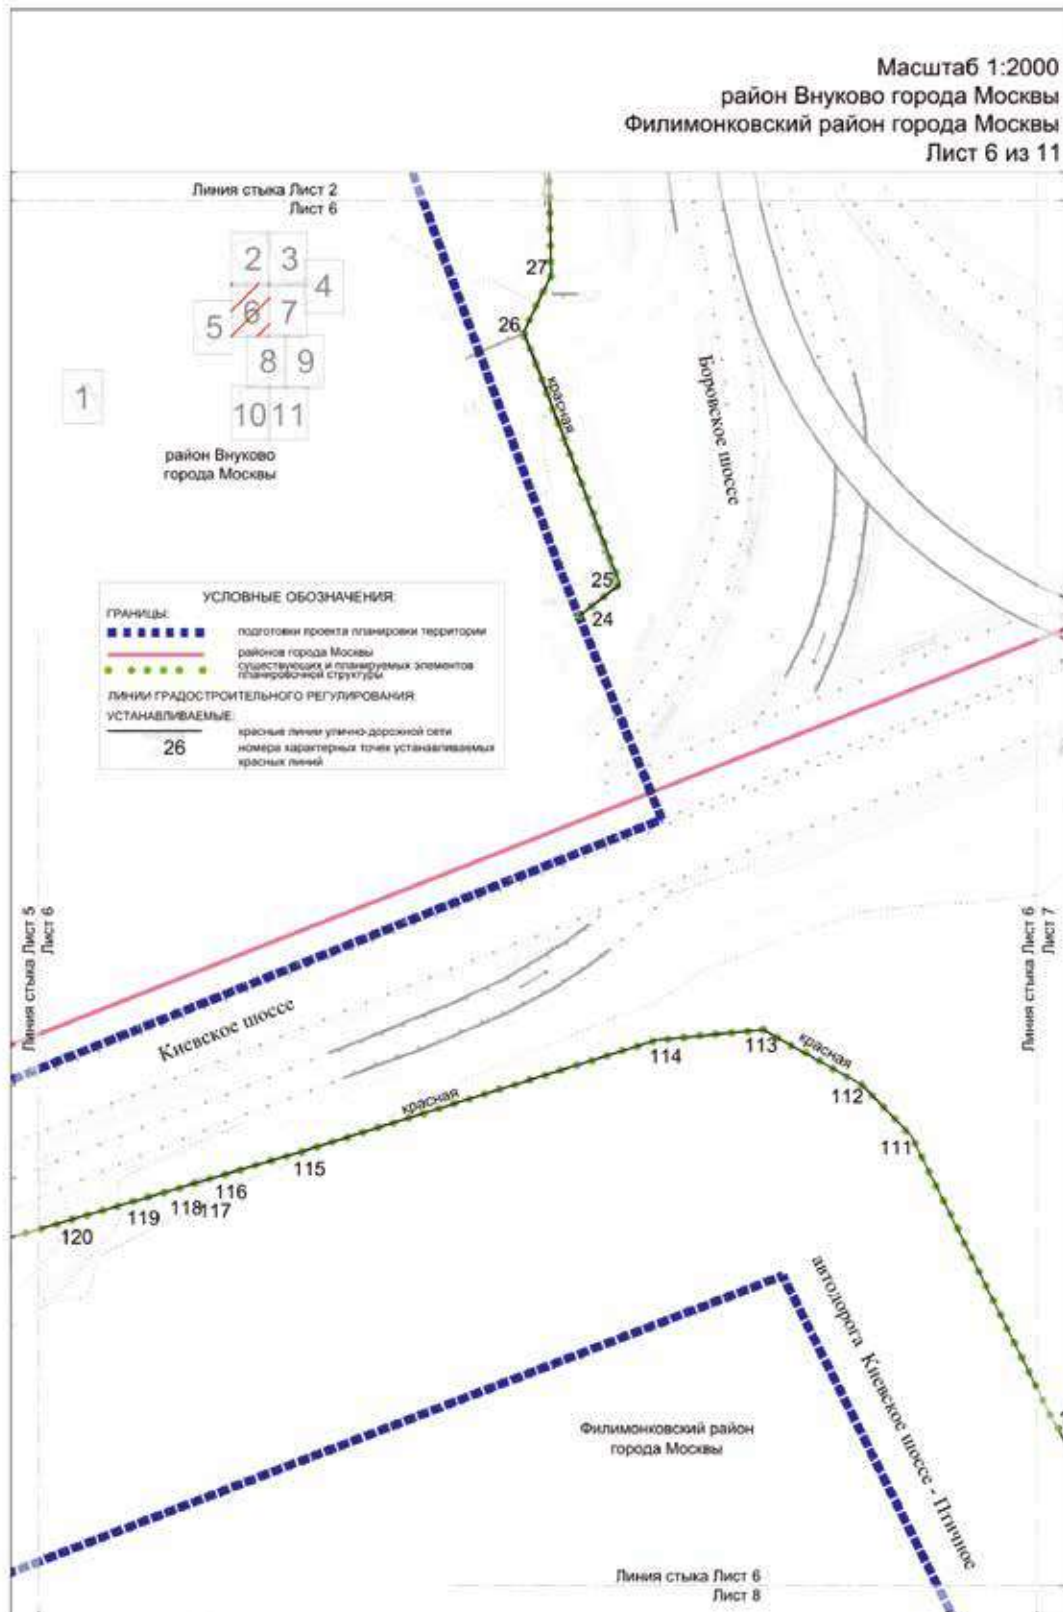 Масштаб 1:2000
район Внуково города Москвы
Филимонковский район города Москвы
Лист 6 из 11
Линия стыка Лист 2
Лист 6
2 3
4
5 6 7
8 9
1
10 11
район Внуково
города Москвы
27
26
красная
Боровское шоссе
25
24
УСЛОВНЫЕ ОБОЗНАЧЕНИЯ:
ГРАНИЦЫ:
подготовки проекта планировки территории
районов города Москвы
существующих и планируемых элементов
планировочной структуры
ЛИНИИ ГРАДОСТРОИТЕЛЬНОГО РЕГУЛИРОВАНИЯ:
УСТАНАВЛИВАЕМЫЕ:
красные линии улично-дорожной сети
26
номера характерных точек устанавливаемых
красных линий
Линия стыка Лист 5
Лист 6
Линия стыка Лист 6
Лист 7
Киевское шоссе
114
113
красная
112
111
красная
115
116
117
118
119
120
автодорога Киевское шоссе - Птичное
Филимонковский район
города Москвы
Линия стыка Лист 6
Лист 8